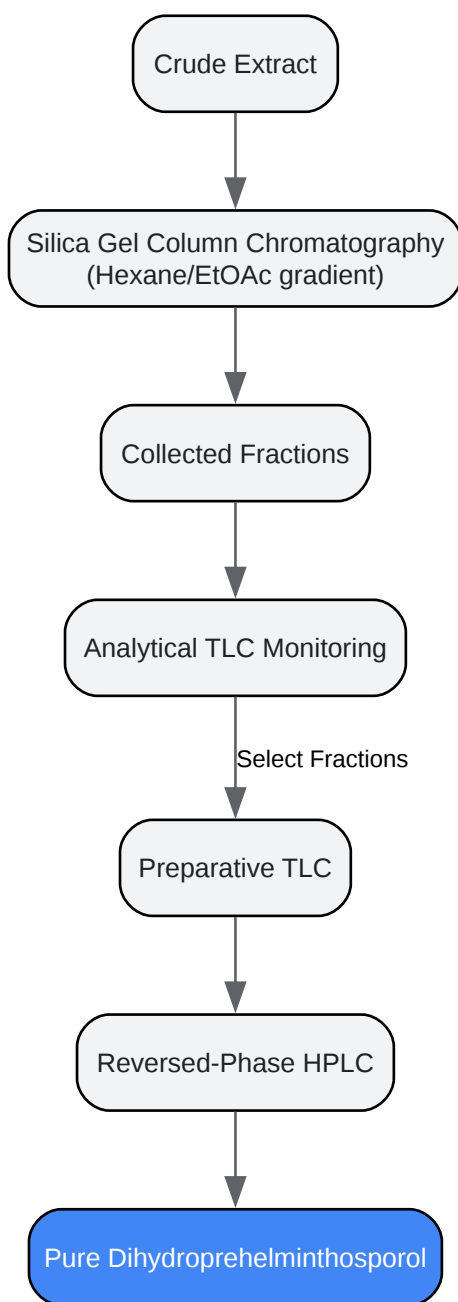 Crude Extract
Silica Gel Column Chromatography
(Hexane/EtOAc gradient)
Collected Fractions
Analytical TLC Monitoring
Select Fractions
Preparative TLC
Reversed-Phase HPLC
Pure Dihydroprehelminthosporol